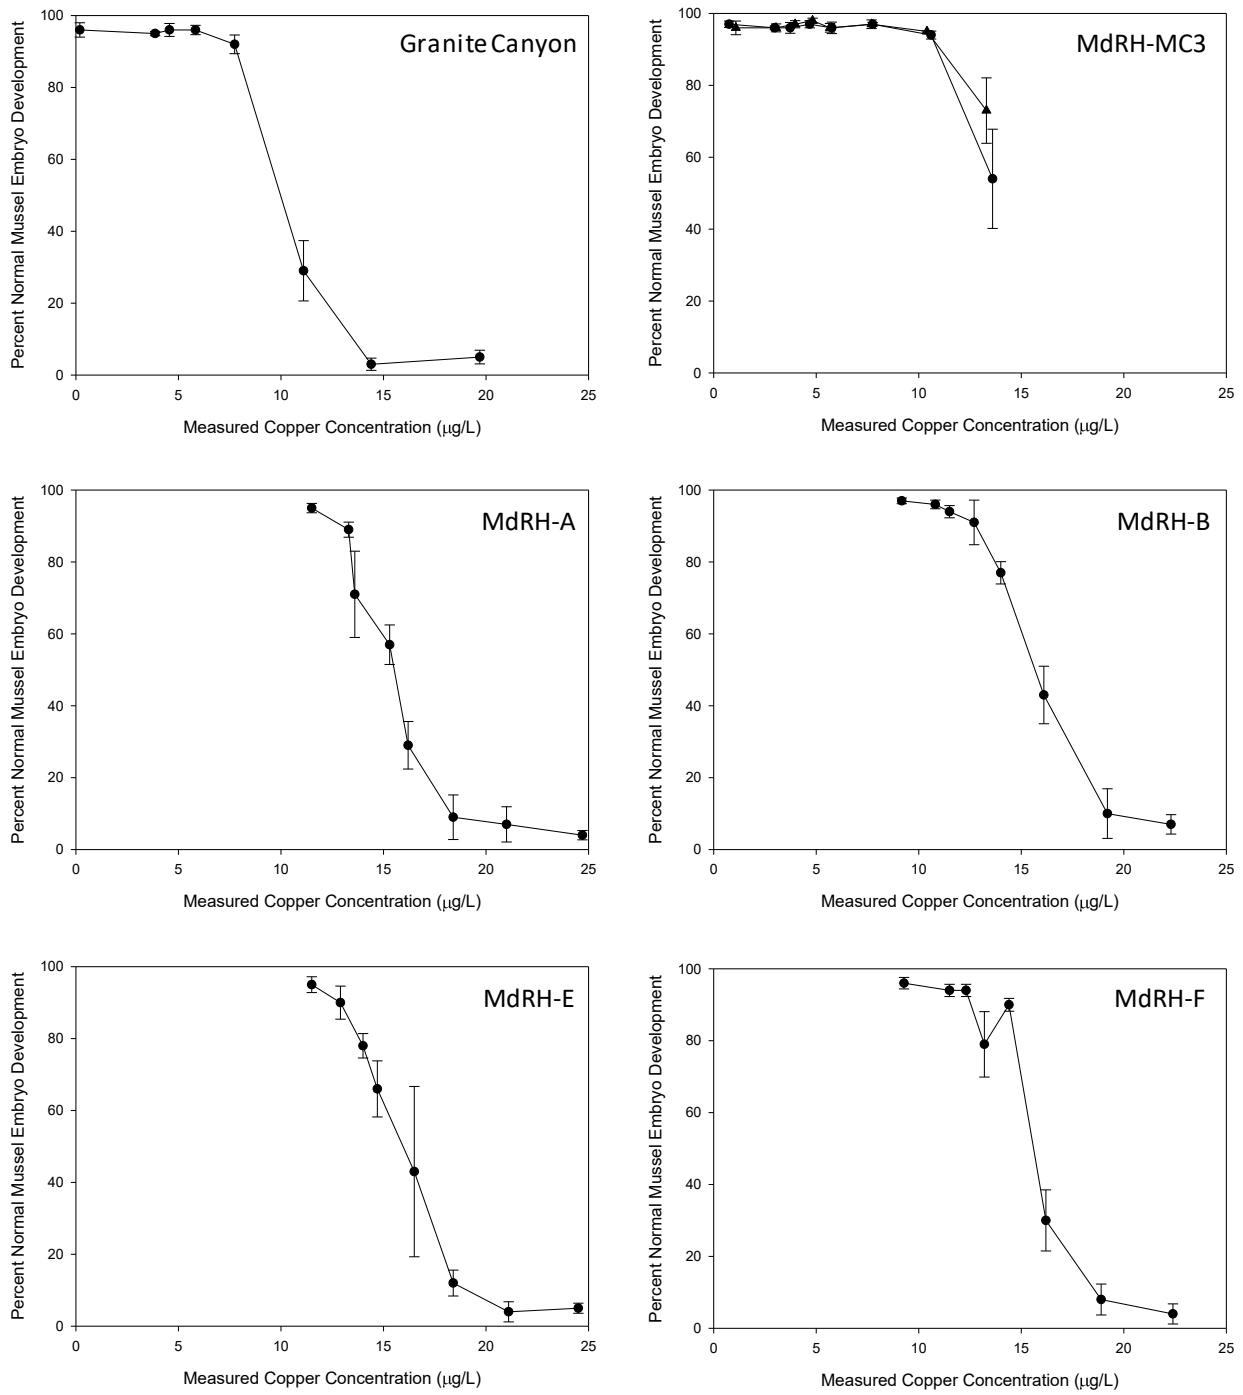 Granite Canyon
Percent Normal Mussel Embryo Development
100
80
60
40
20
0
0 5 10 15 20 25
Measured Copper Concentration (μg/L)
MdRH-MC3
Percent Normal Mussel Embryo Development
100
80
60
40
20
0
0 5 10 15 20 25
Measured Copper Concentration (μg/L)
MdRH-A
Percent Normal Mussel Embryo Development
100
80
60
40
20
0
0 5 10 15 20 25
Measured Copper Concentration (μg/L)
MdRH-B
Percent Normal Mussel Embryo Development
100
80
60
40
20
0
0 5 10 15 20 25
Measured Copper Concentration (μg/L)
MdRH-E
Percent Normal Mussel Embryo Development
100
80
60
40
20
0
0 5 10 15 20 25
Measured Copper Concentration (μg/L)
MdRH-F
Percent Normal Mussel Embryo Development
100
80
60
40
20
0
0 5 10 15 20 25
Measured Copper Concentration (μg/L)